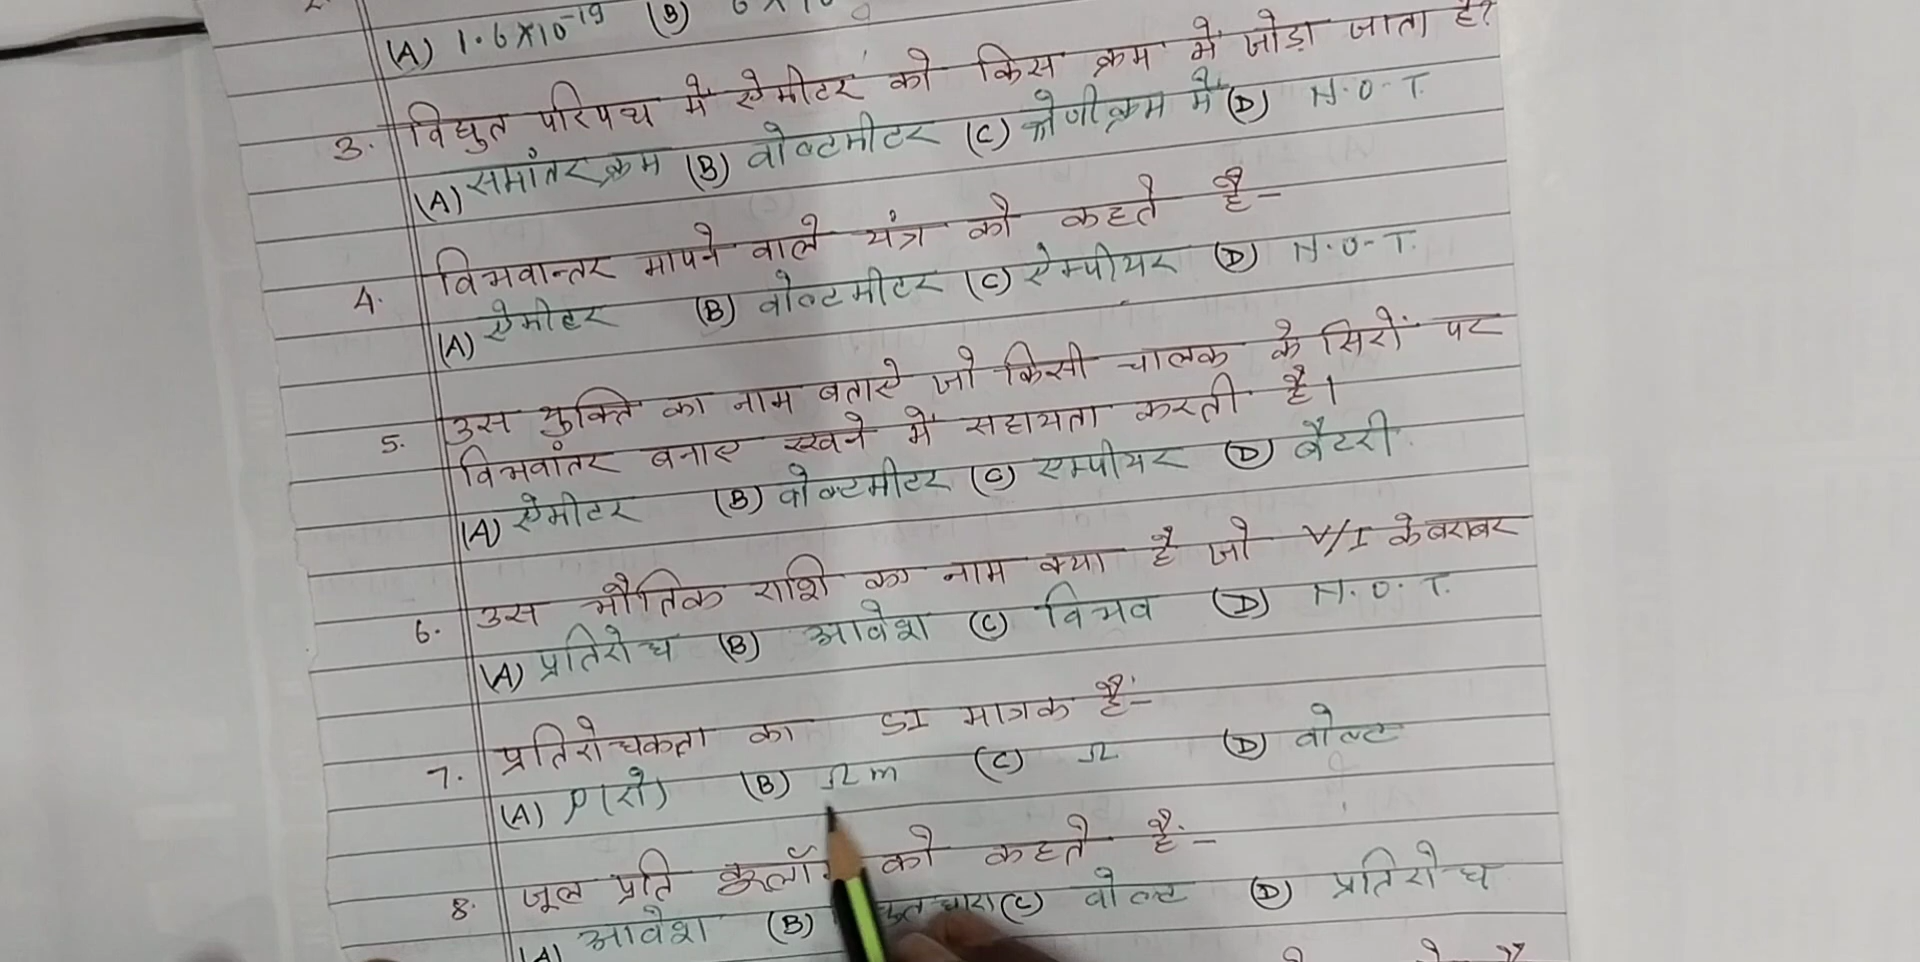 (A) 1.6×10⁻¹⁹ (B)
3. विद्युत परिपथ में ऐमीटर को किस क्रम में जोड़ा जाता है?
(A) समांतर क्रम (B) वोल्टमीटर (C) श्रेणीक्रम में (D) N.O.T.
4. विभवान्तर मापने वाले यंत्र को कहते हैं-
(A) ऐमीटर (B) वोल्टमीटर (C) ऐम्पीयर (D) N.O.T.
5. उस युक्ति का नाम बताऐ जो किसी चालक के सिरों पर
विभवांतर बनाए रखने में सहायता करती है।
(A) ऐमीटर (B) वोल्टमीटर (C) एम्पीयर (D) बैटरी
6. उस भौतिक राशि का नाम क्या है जो V/I के बराबर
(A) प्रतिरोध (B) आवेश (C) विभव (D) N.O.T.
7. प्रतिरोधकता का SI मात्रक है-
(A) ρ(रो) (B) Ωm (C) Ω (D) वोल्ट
8. जूल प्रति को कहते हैं-
(A) आवेश (B) (C) वोल्ट (D) प्रतिरोध